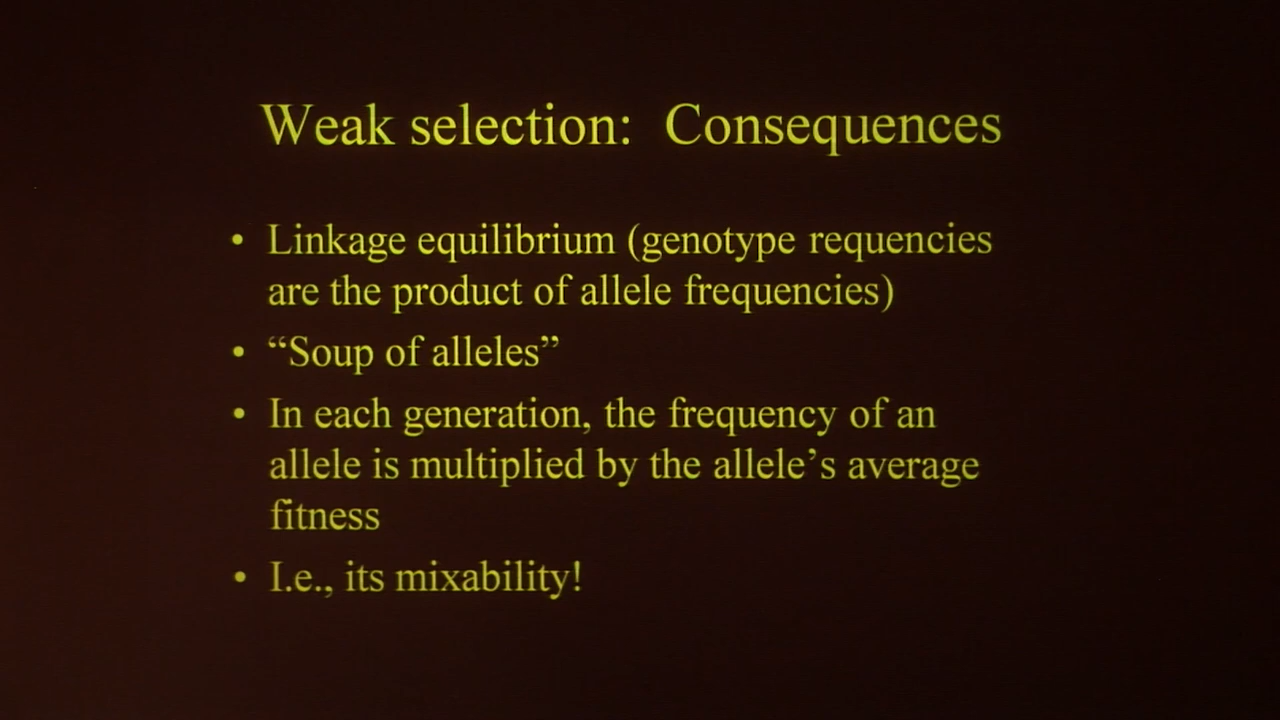 Weak selection: Consequences
• Linkage equilibrium (genotype requencies
are the product of allele frequencies)
• “Soup of alleles”
• In each generation, the frequency of an
allele is multiplied by the allele’s average
fitness
• I.e., its mixability!